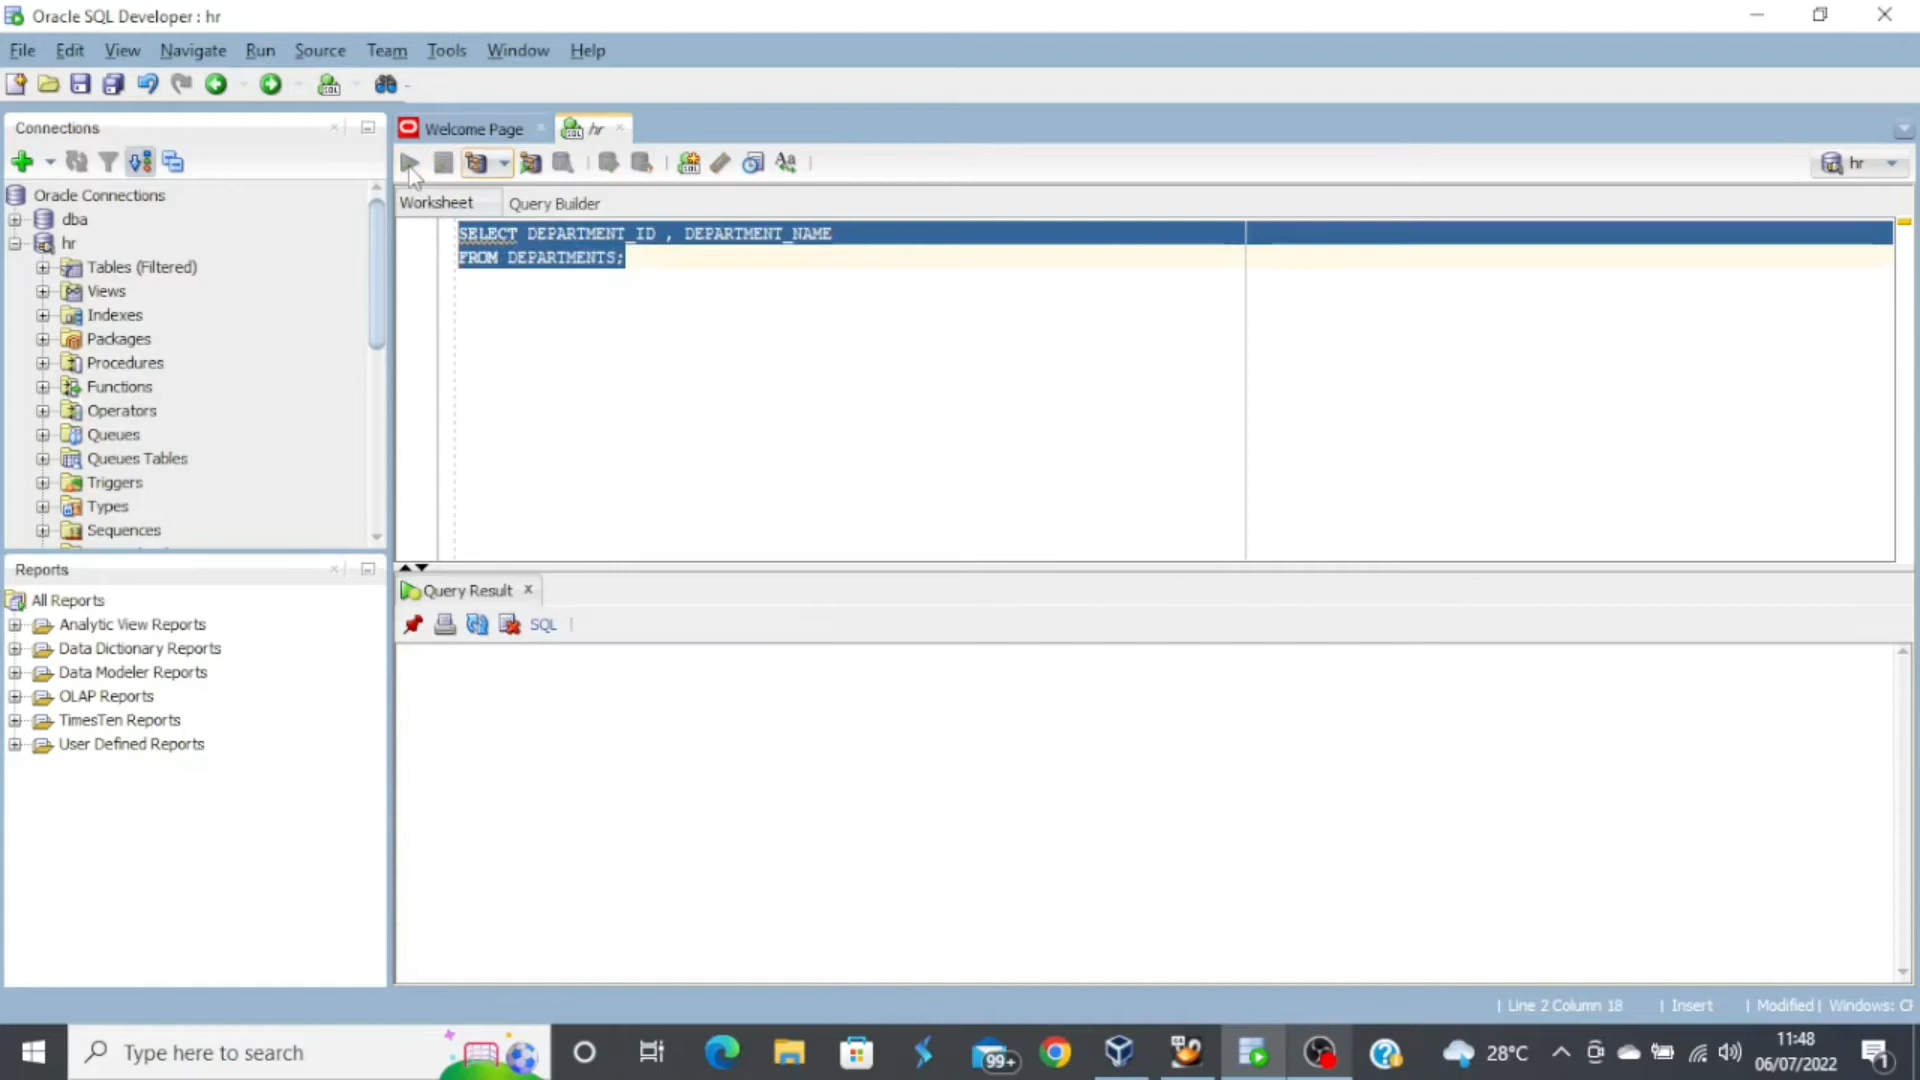 Oracle SQL Developer : hr
File Edit View Navigate Run Source Team Tools Window Help
Connections
Oracle Connections
dba
hr
Tables (Filtered)
Views
Indexes
Packages
Procedures
Functions
Operators
Queues
Queues Tables
Triggers
Types
Sequences
Reports
All Reports
Analytic View Reports
Data Dictionary Reports
Data Modeler Reports
OLAP Reports
TimesTen Reports
User Defined Reports
Welcome Page
hr
hr
Worksheet Query Builder
SELECT DEPARTMENT_ID , DEPARTMENT_NAME
FROM DEPARTMENTS;
Query Result
SQL
Line 2 Column 18 Insert Modified Windows:
Type here to search
99+
28°C
11:48
06/07/2022
1